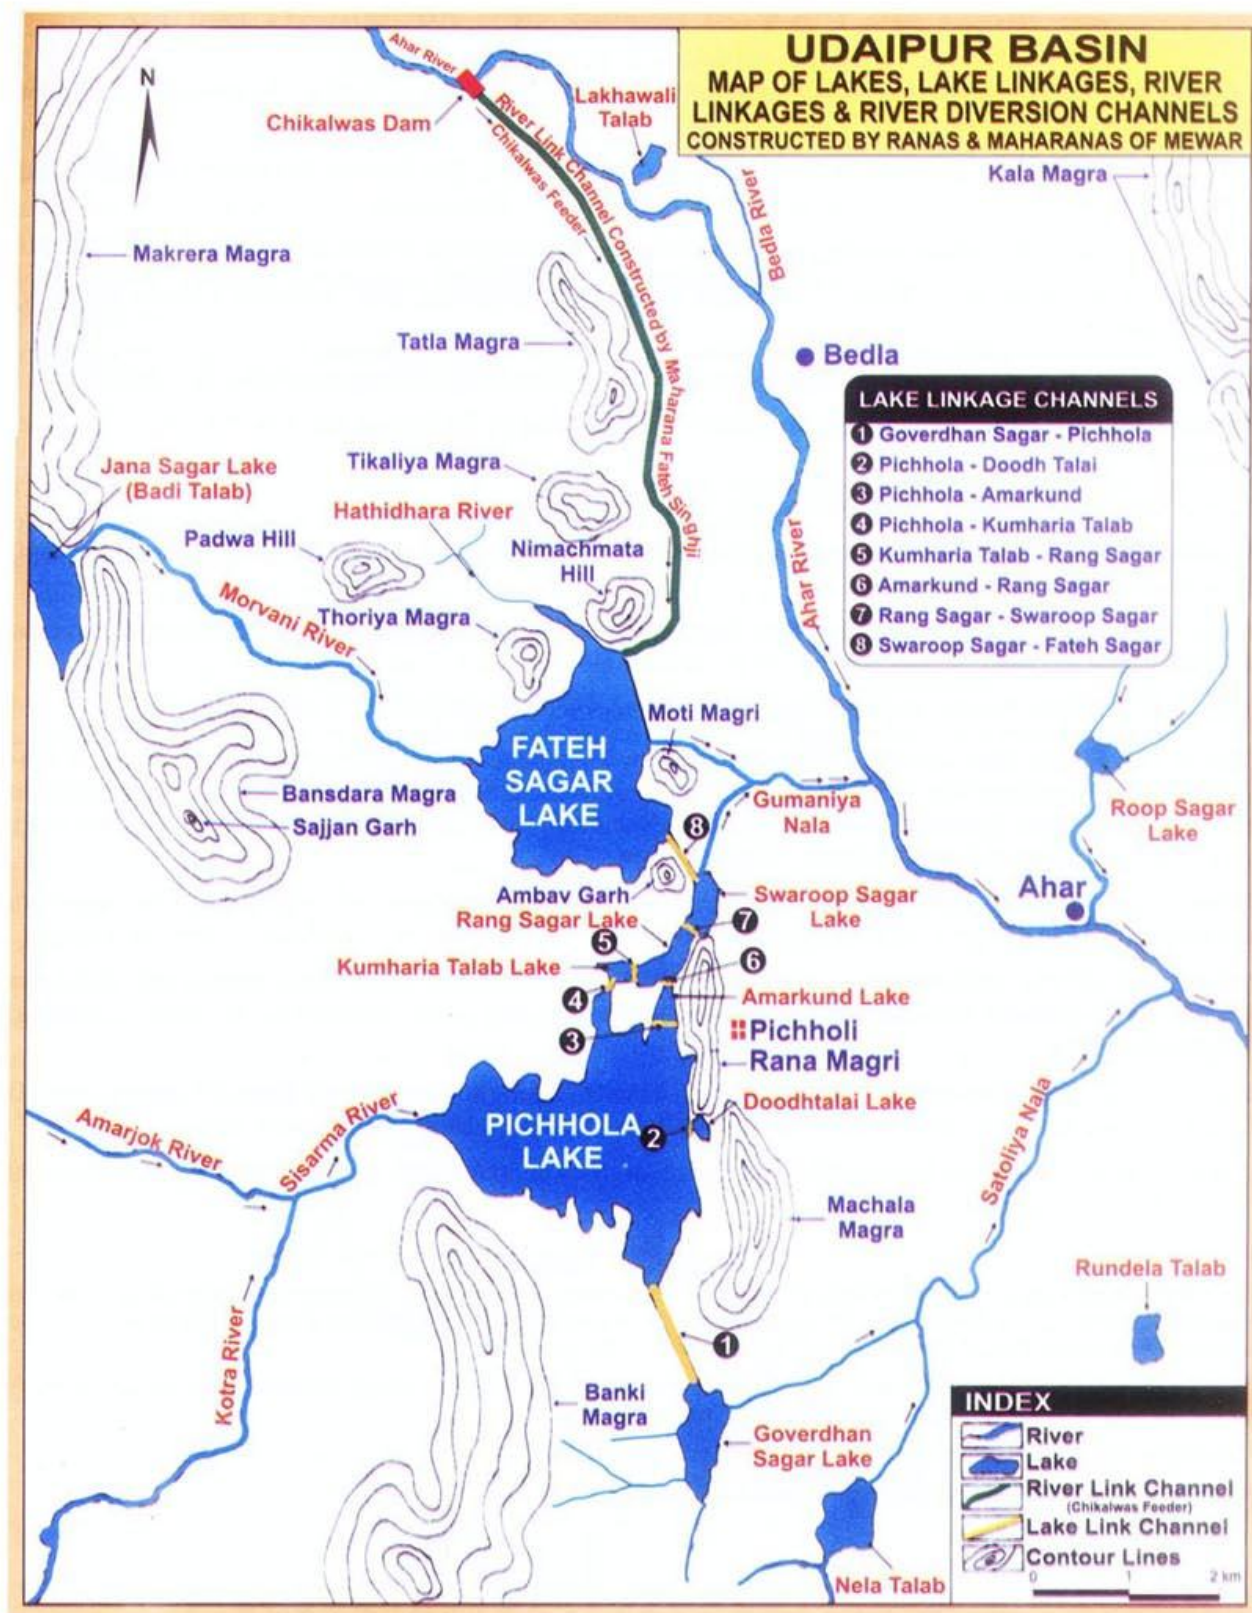 UDAIPUR BASIN
MAP OF LAKES, LAKE LINKAGES, RIVER
LINKAGES & RIVER DIVERSION CHANNELS
CONSTRUCTED BY RANAS & MAHARANAS OF MEWAR
N
Ahar River
Chikalwas Dam
River Link Channel Constructed by Maharana Fateh Singhji
Chikalwas Feeder
Lakhawali
Talab
Bedla River
Kala Magra
Makrera Magra
Tatla Magra
Bedla
LAKE LINKAGE CHANNELS
1 Goverdhan Sagar - Pichhola
2 Pichhola - Doodh Talai
3 Pichhola - Amarkund
4 Pichhola - Kumharia Talab
5 Kumharia Talab - Rang Sagar
6 Amarkund - Rang Sagar
7 Rang Sagar - Swaroop Sagar
8 Swaroop Sagar - Fateh Sagar
Jana Sagar Lake
(Badi Talab)
Tikaliya Magra
Hathidhara River
Padwa Hill
Nimachmata
Hill
Ahar River
Morvani River
Thoriya Magra
Moti Magri
FATEH
SAGAR
LAKE
Bansdara Magra
Sajjan Garh
Gumaniya
Nala
Roop Sagar
Lake
8
Ambav Garh
Swaroop Sagar
Lake
Ahar
Rang Sagar Lake
7
5
6
Kumharia Talab Lake
4
Amarkund Lake
3
Pichholi
Rana Magri
Doodhtalai Lake
PICHHOLA
LAKE
2
Amarjok River
Sisarma River
Satoliya Nala
Machala
Magra
Rundela Talab
Kotra River
1
Banki
Magra
Goverdhan
Sagar Lake
Nela Talab
INDEX
River
Lake
River Link Channel
(Chikalwas Feeder)
Lake Link Channel
Contour Lines
0 1 2 km